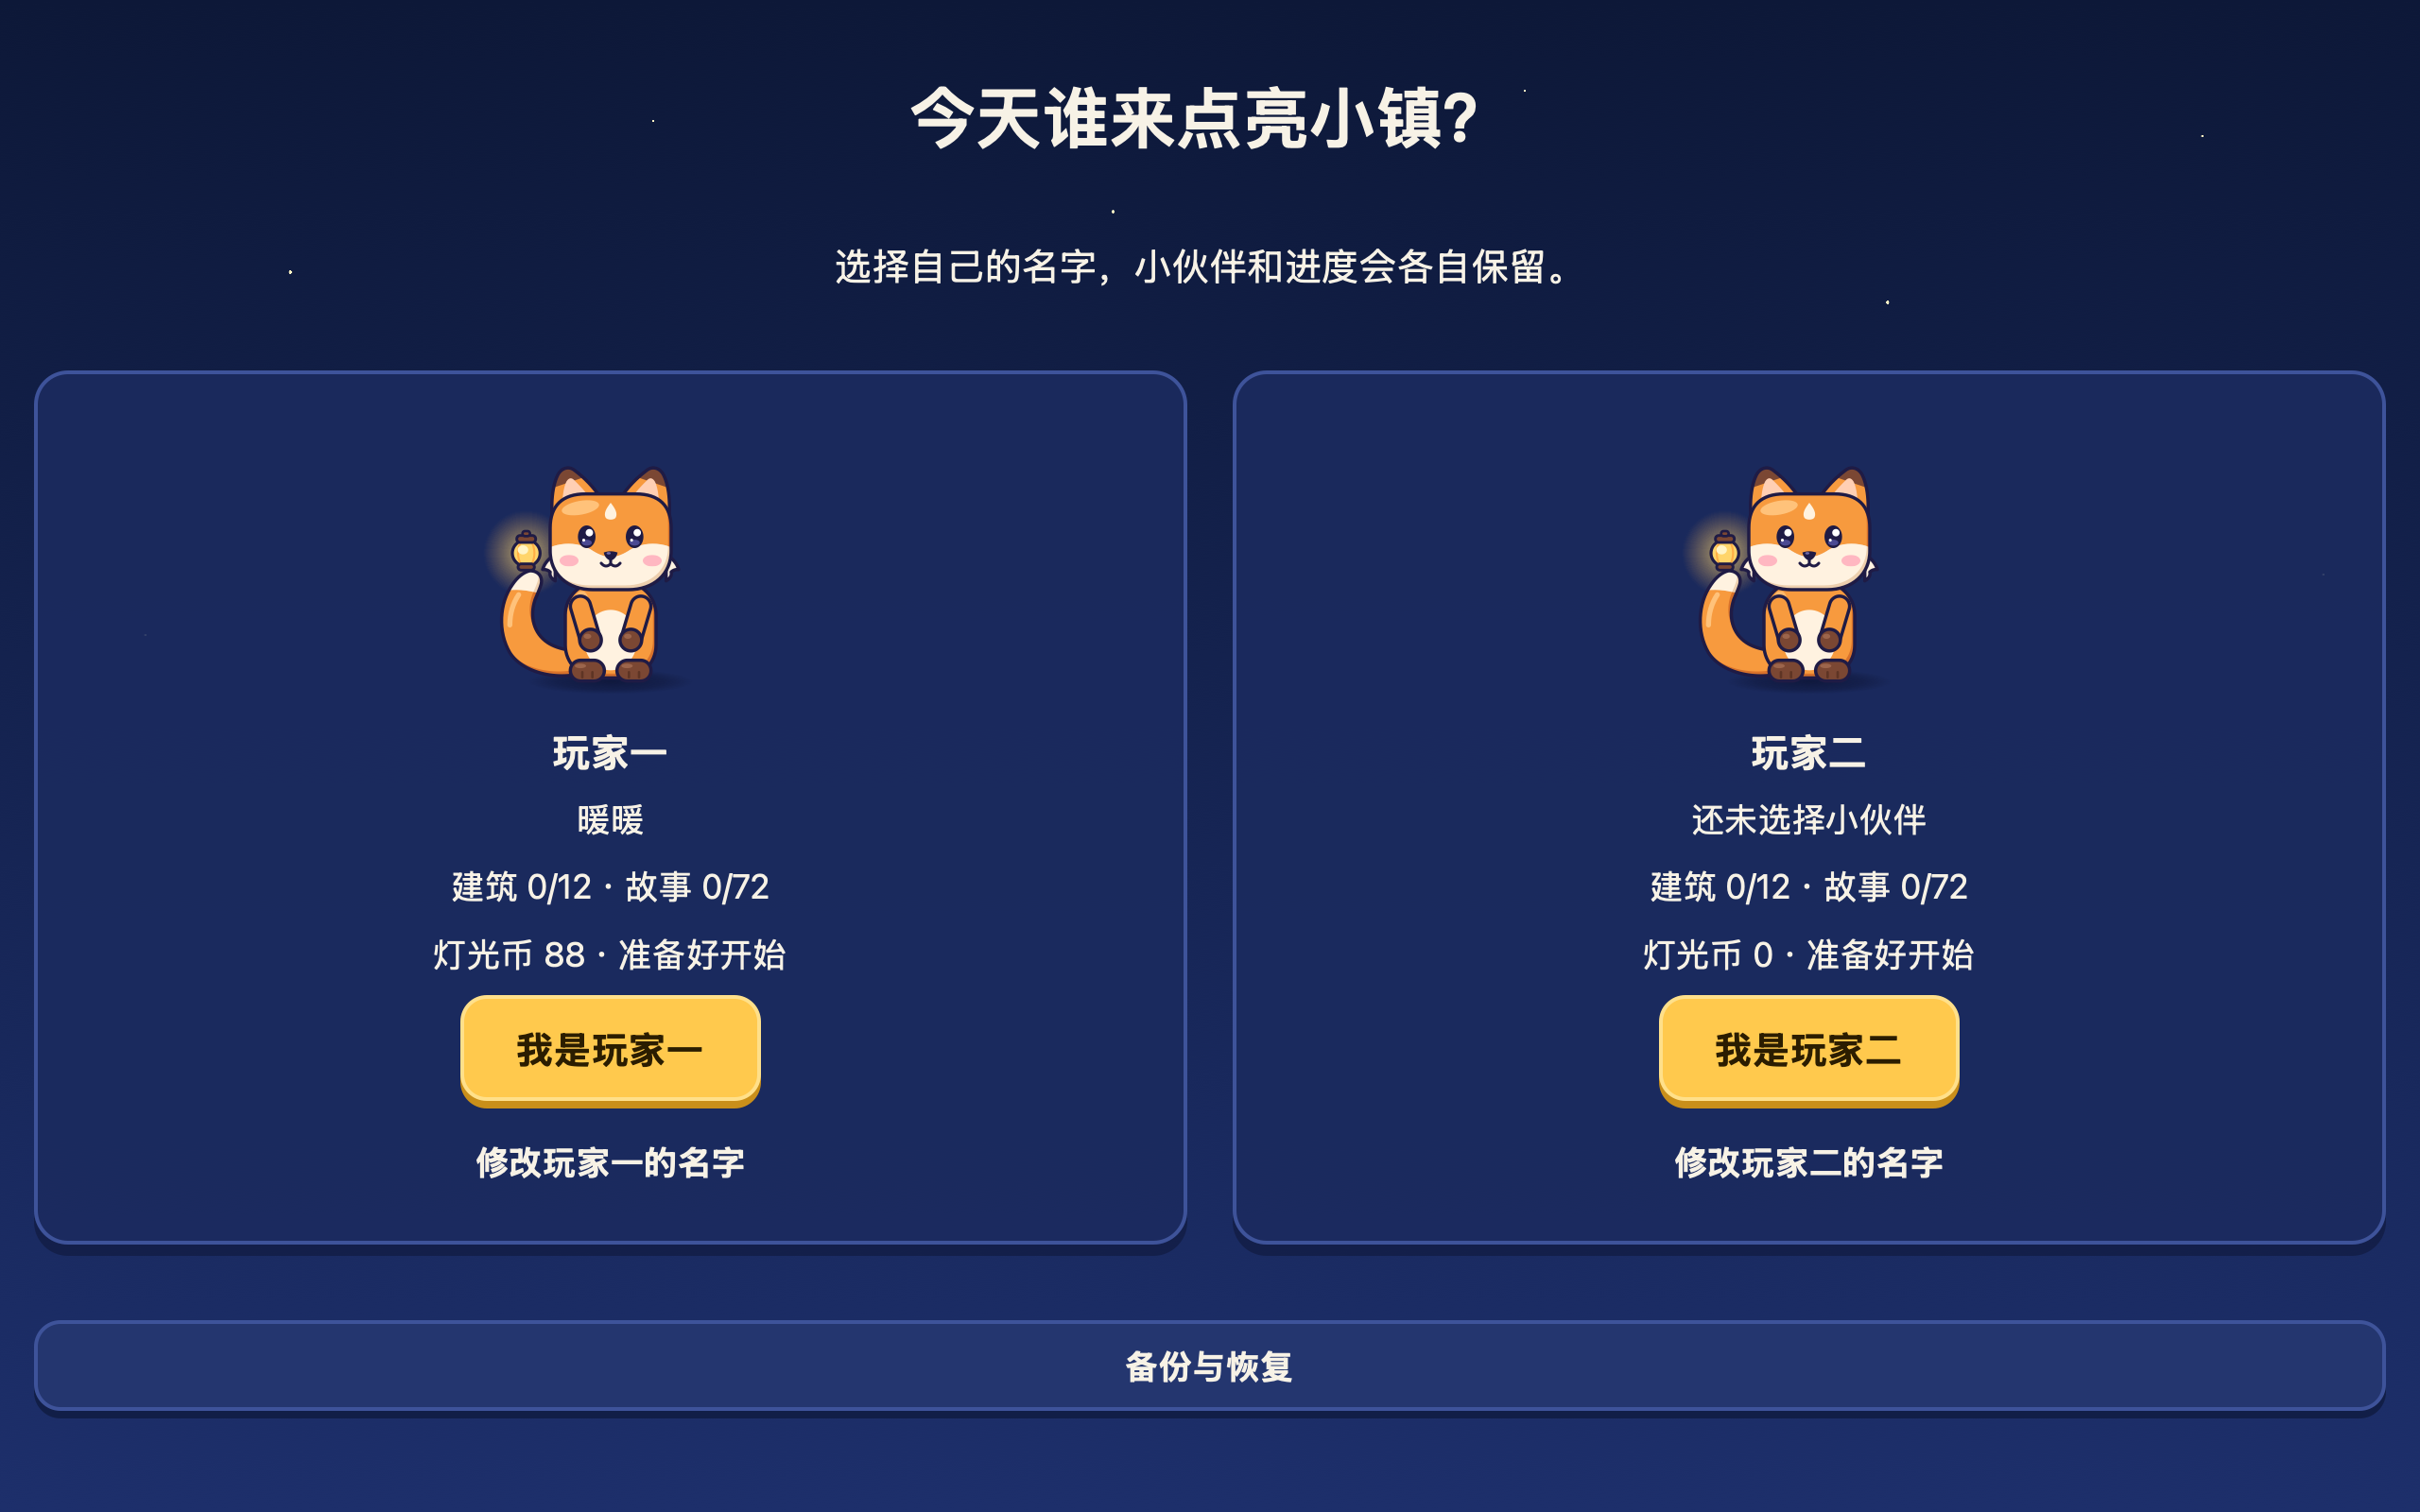 今天谁来点亮小镇?
选择自己的名字，小伙伴和进度会各自保留。
玩家一
暖暖
建筑 0/12 · 故事 0/72
灯光币 88 · 准备好开始
我是玩家一
修改玩家一的名字
玩家二
还未选择小伙伴
建筑 0/12 · 故事 0/72
灯光币 0 · 准备好开始
我是玩家二
修改玩家二的名字
备份与恢复